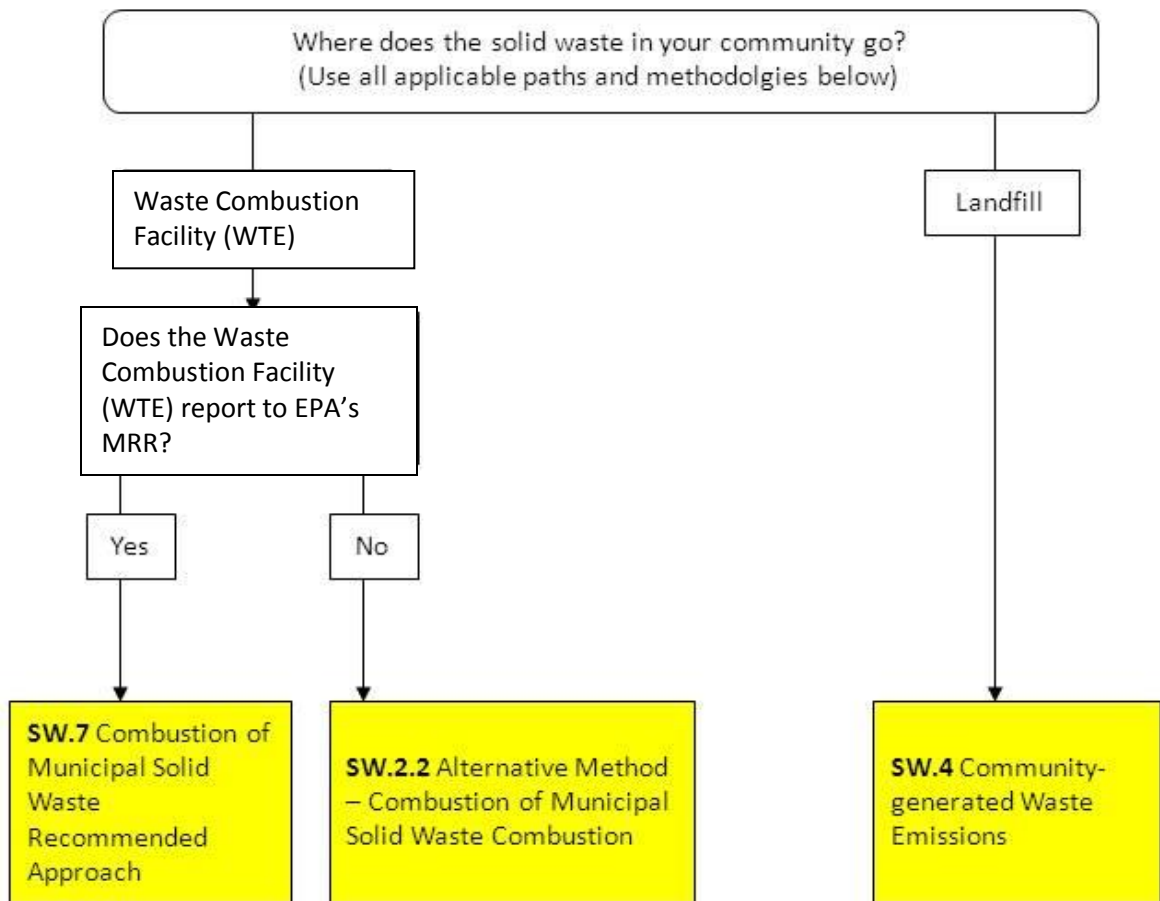 Where does the solid waste in your community go?
(Use all applicable paths and methodolgies below)
Waste Combustion
Facility (WTE)
Landfill
Does the Waste
Combustion Facility
(WTE) report to EPA’s
MRR?
Yes
No
SW.7 Combustion of
Municipal Solid
Waste
Recommended
Approach
SW.2.2 Alternative Method
– Combustion of Municipal
Solid Waste Combustion
SW.4 Community-
generated Waste
Emissions